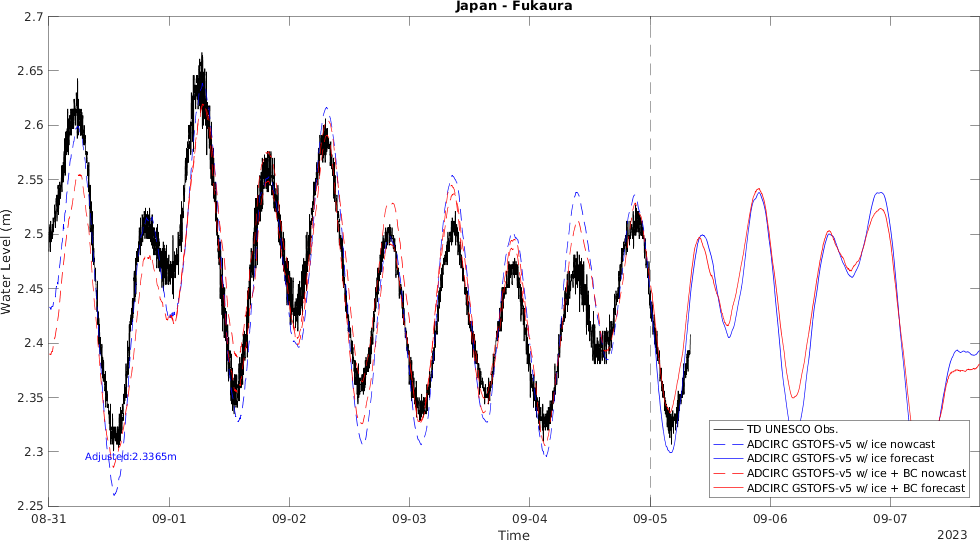 Japan - Fukaura
2.7
2.65
2.6
2.55
2.5
2.45
2.4
2.35
2.3
2.25
Water Level (m)
Adjusted:2.3365m
TD UNESCO Obs.
ADCIRC GSTOFS-v5 w/ ice nowcast
ADCIRC GSTOFS-v5 w/ ice forecast
ADCIRC GSTOFS-v5 w/ ice + BC nowcast
ADCIRC GSTOFS-v5 w/ ice + BC forecast
08-31 09-01 09-02 09-03 09-04 09-05 09-06 09-07
Time
2023